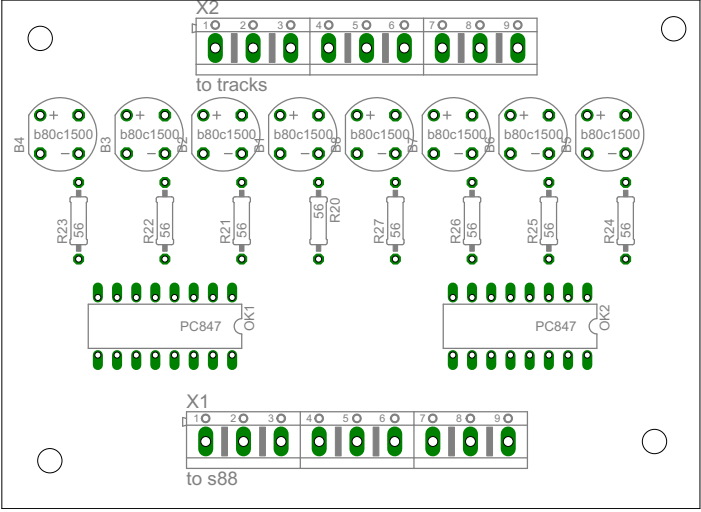 X2
1 2 3 4 5 6 7 8 9
to tracks
B4 B3 B2 B1 B8 B7 B6 B5
+ + + + + + + +
b80c1500 b80c1500 b80c1500 b80c1500 b80c1500 b80c1500 b80c1500 b80c1500
− − − − − − − −
R23 56 R22 56 R21 56 56 R20 R27 56 R26 56 R25 56 R24 56
PC847 OK1 PC847 OK2
X1
1 2 3 4 5 6 7 8 9
to s88